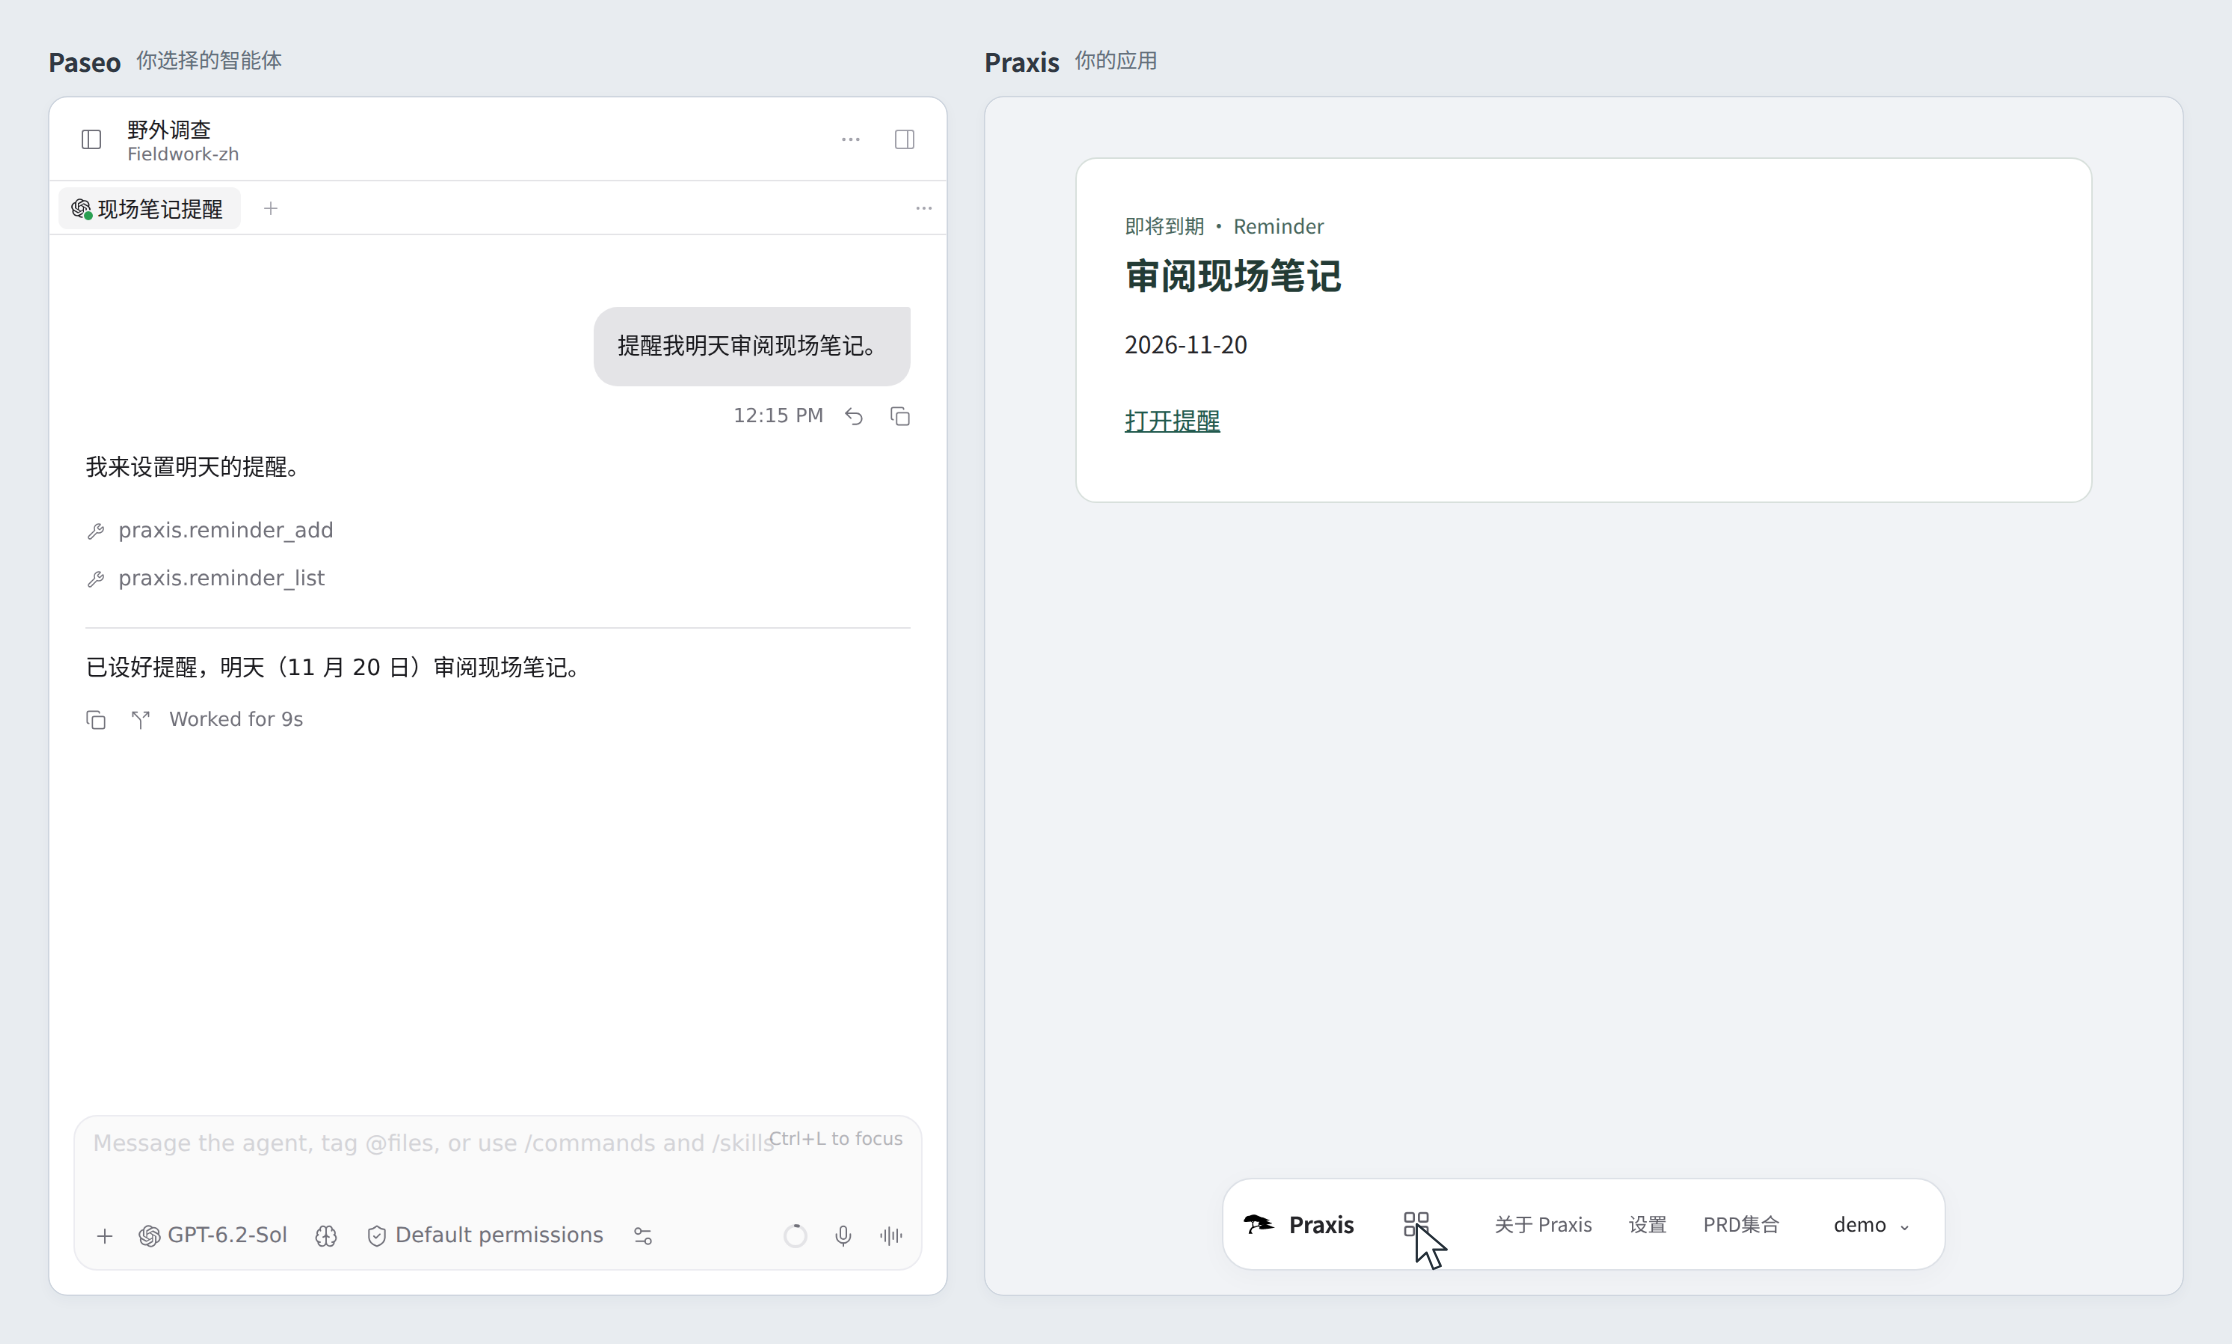 Paseo 你选择的智能体
野外调查
Fieldwork-zh
现场笔记提醒
提醒我明天审阅现场笔记。
12:15 PM
我来设置明天的提醒。
praxis.reminder_add
praxis.reminder_list
已设好提醒，明天（11 月 20 日）审阅现场笔记。
Worked for 9s
Message the agent, tag @files, or use /commands and /skills
Ctrl+L to focus
GPT-6.2-Sol Default permissions
Praxis 你的应用
即将到期 • Reminder
审阅现场笔记
2026-11-20
打开提醒
Praxis 关于 Praxis 设置 PRD集合 demo